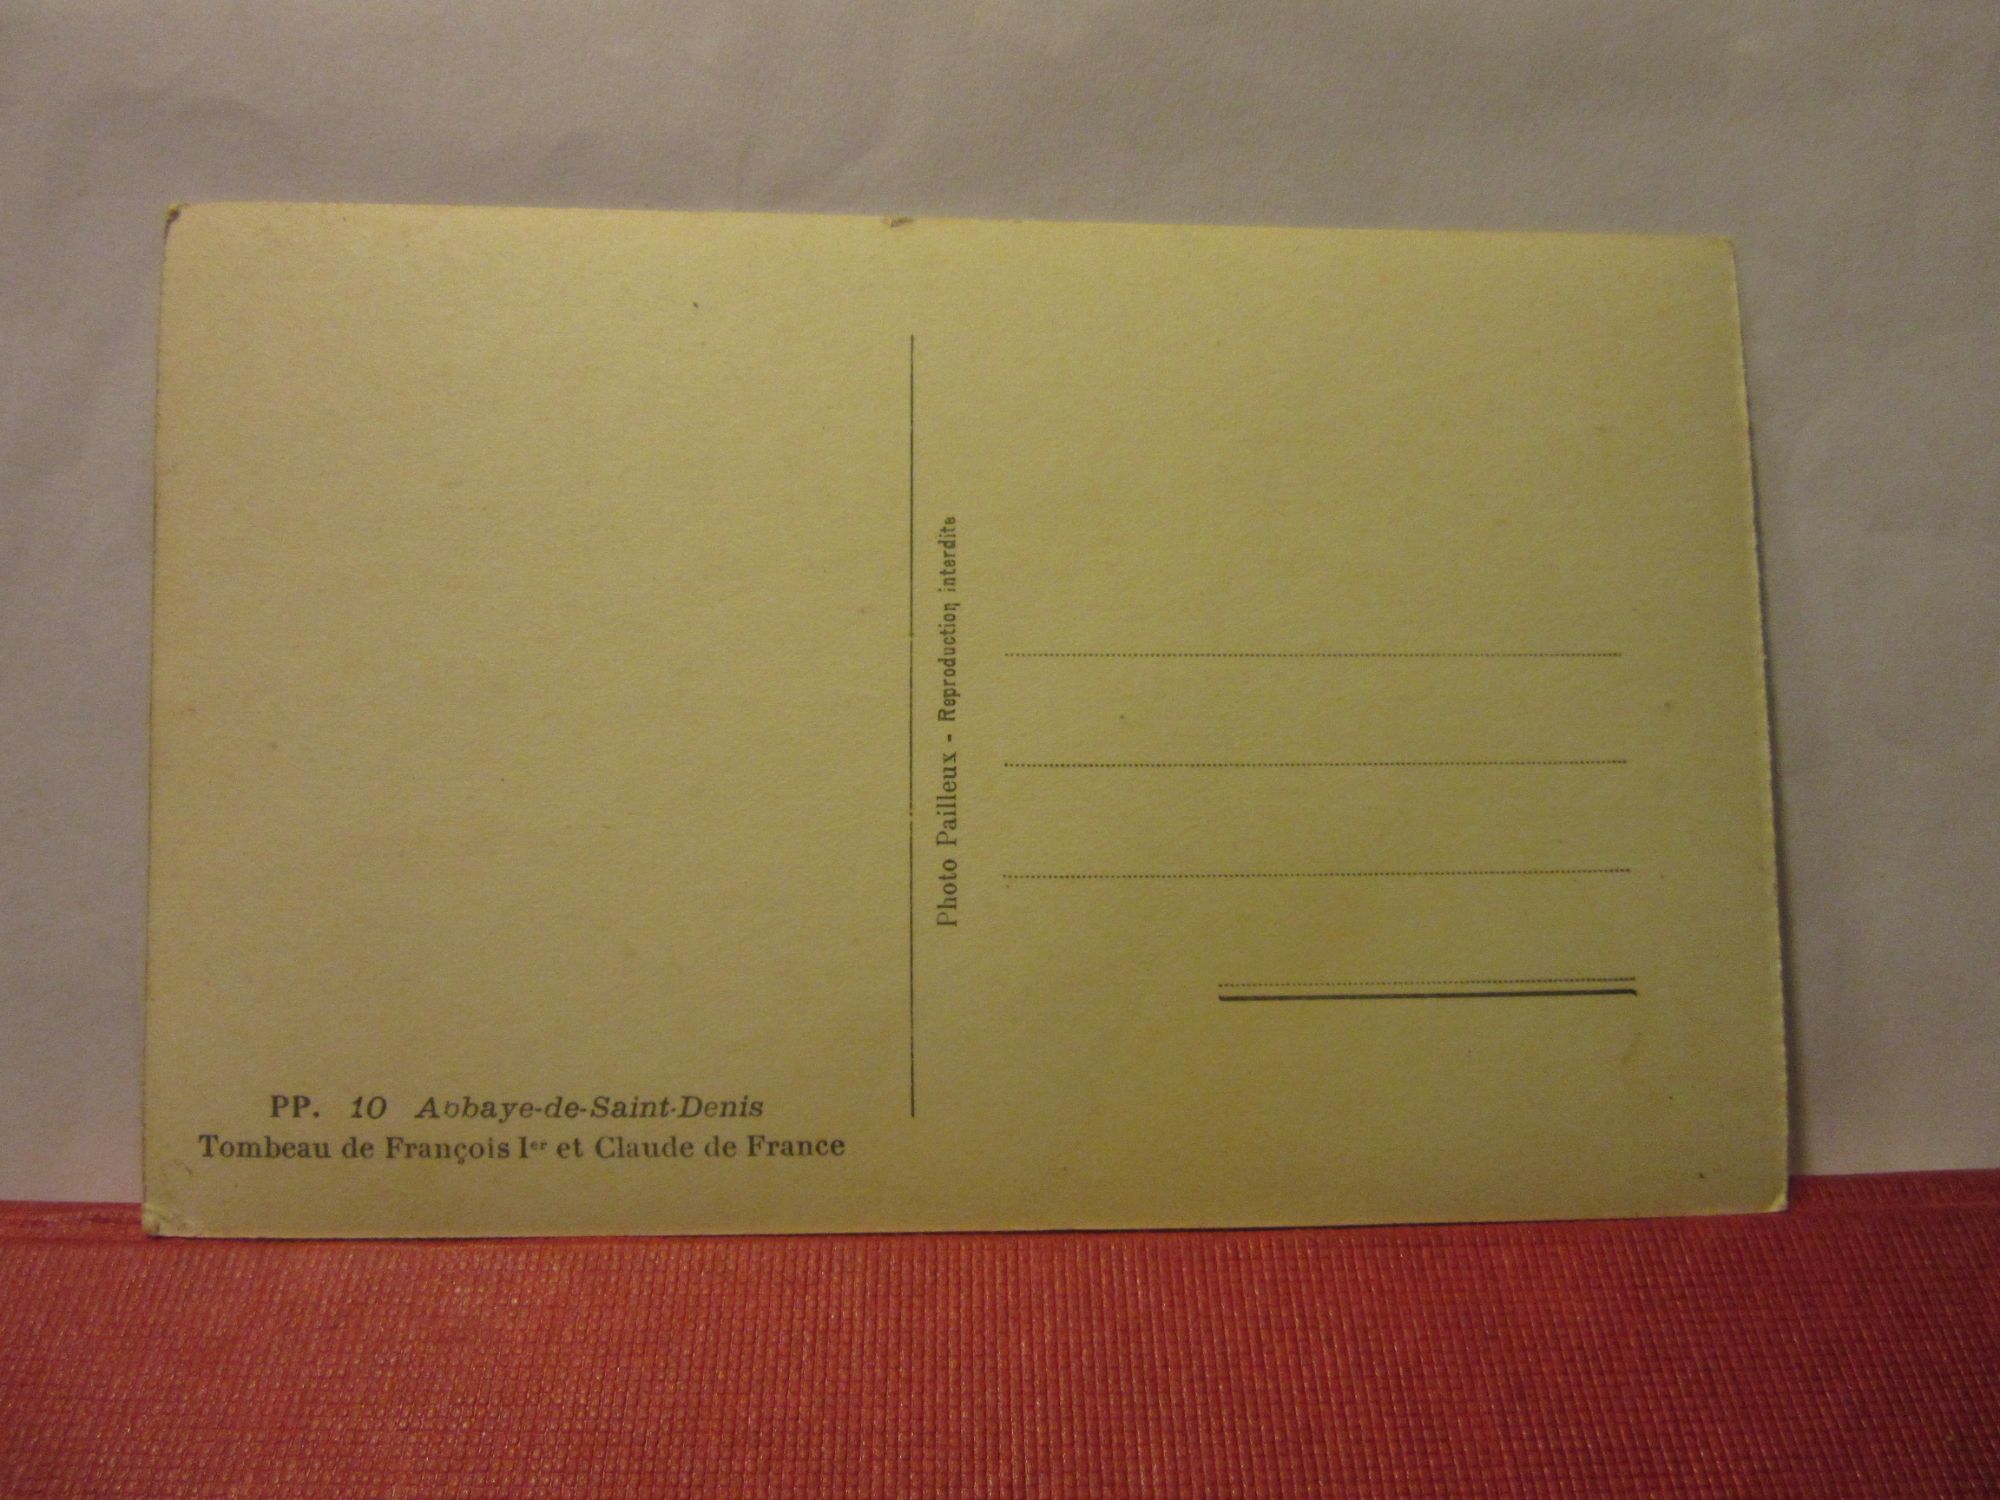 PP. 10 Abbaye-de-Saint-Denis
Tombeau de François Ier et Claude de France
Photo Pailleux - Reproduction interdite